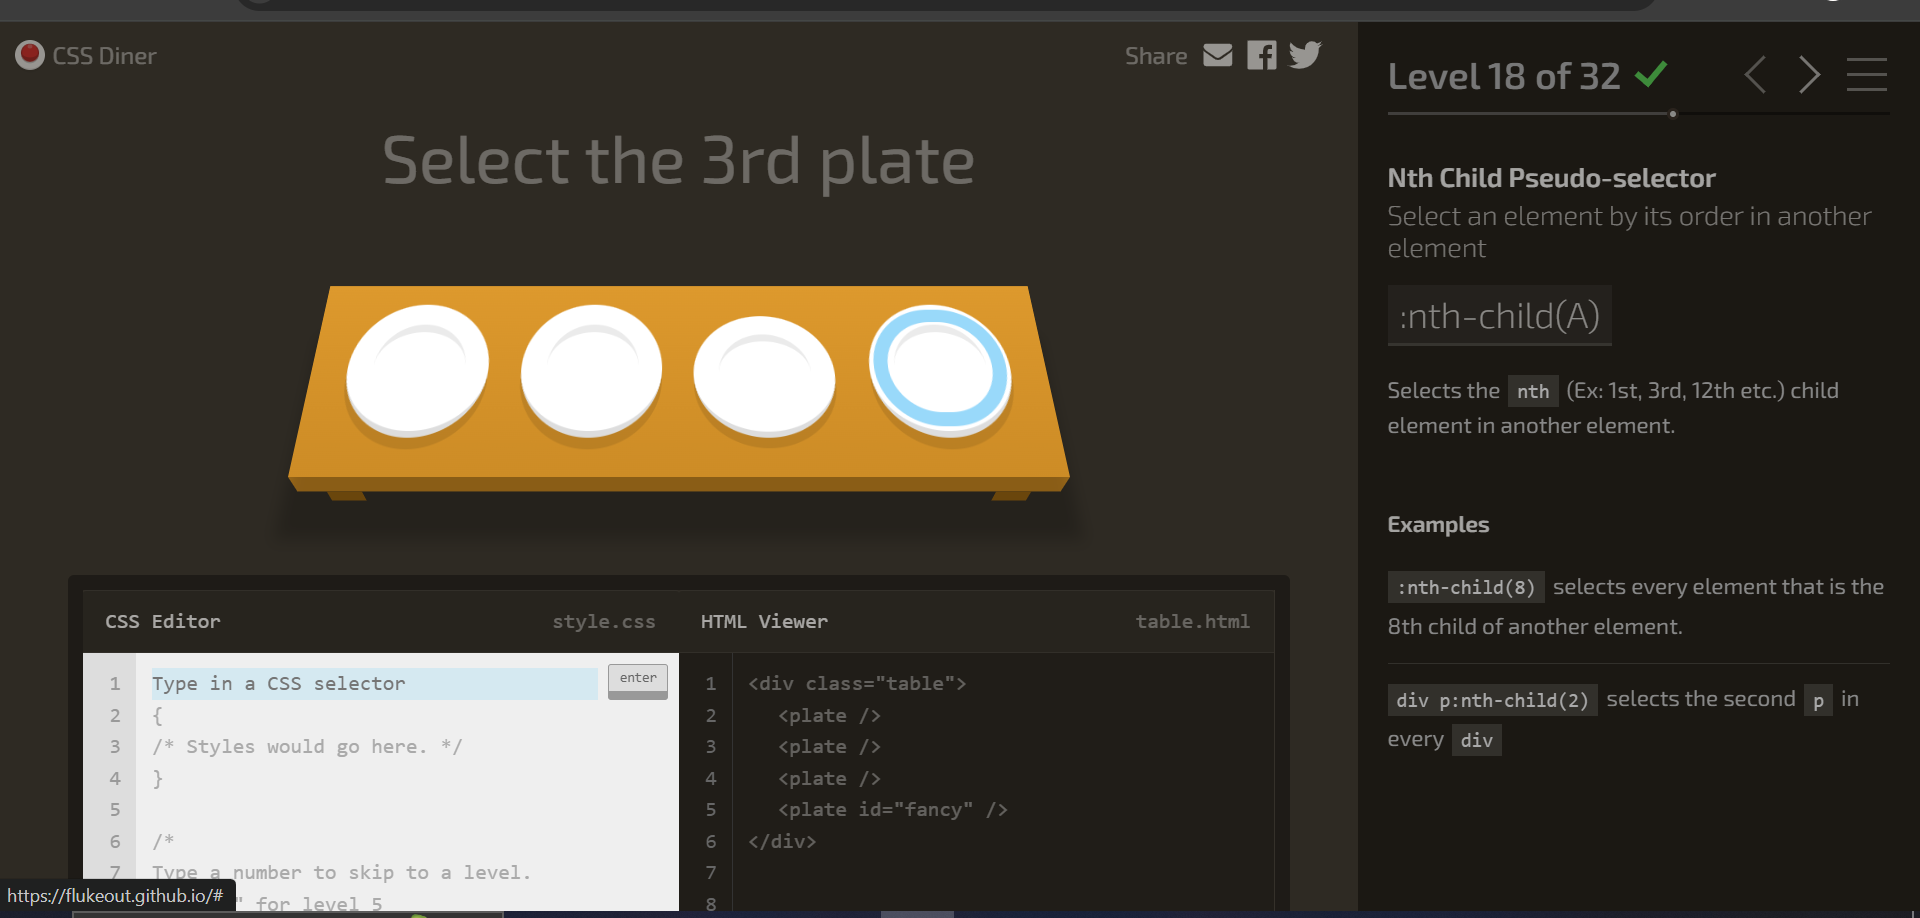 CSS Diner
Share
Select the 3rd plate
Level 18 of 32
Nth Child Pseudo-selector
Select an element by its order in another
element
:nth-child(A)
Selects the nth (Ex: 1st, 3rd, 12th etc.) child
element in another element.
Examples
:nth-child(8) selects every element that is the
8th child of another element.
div p:nth-child(2) selects the second p in
every div
CSS Editor style.css
1 Type in a CSS selector enter
2 {
3 /* Styles would go here. */
4 }
5
6 /*
7 Type a number to skip to a level.
" for level 5
HTML Viewer table.html
1 <div class="table">
2 <plate />
3 <plate />
4 <plate />
5 <plate id="fancy" />
6 </div>
7
8
https://flukeout.github.io/#